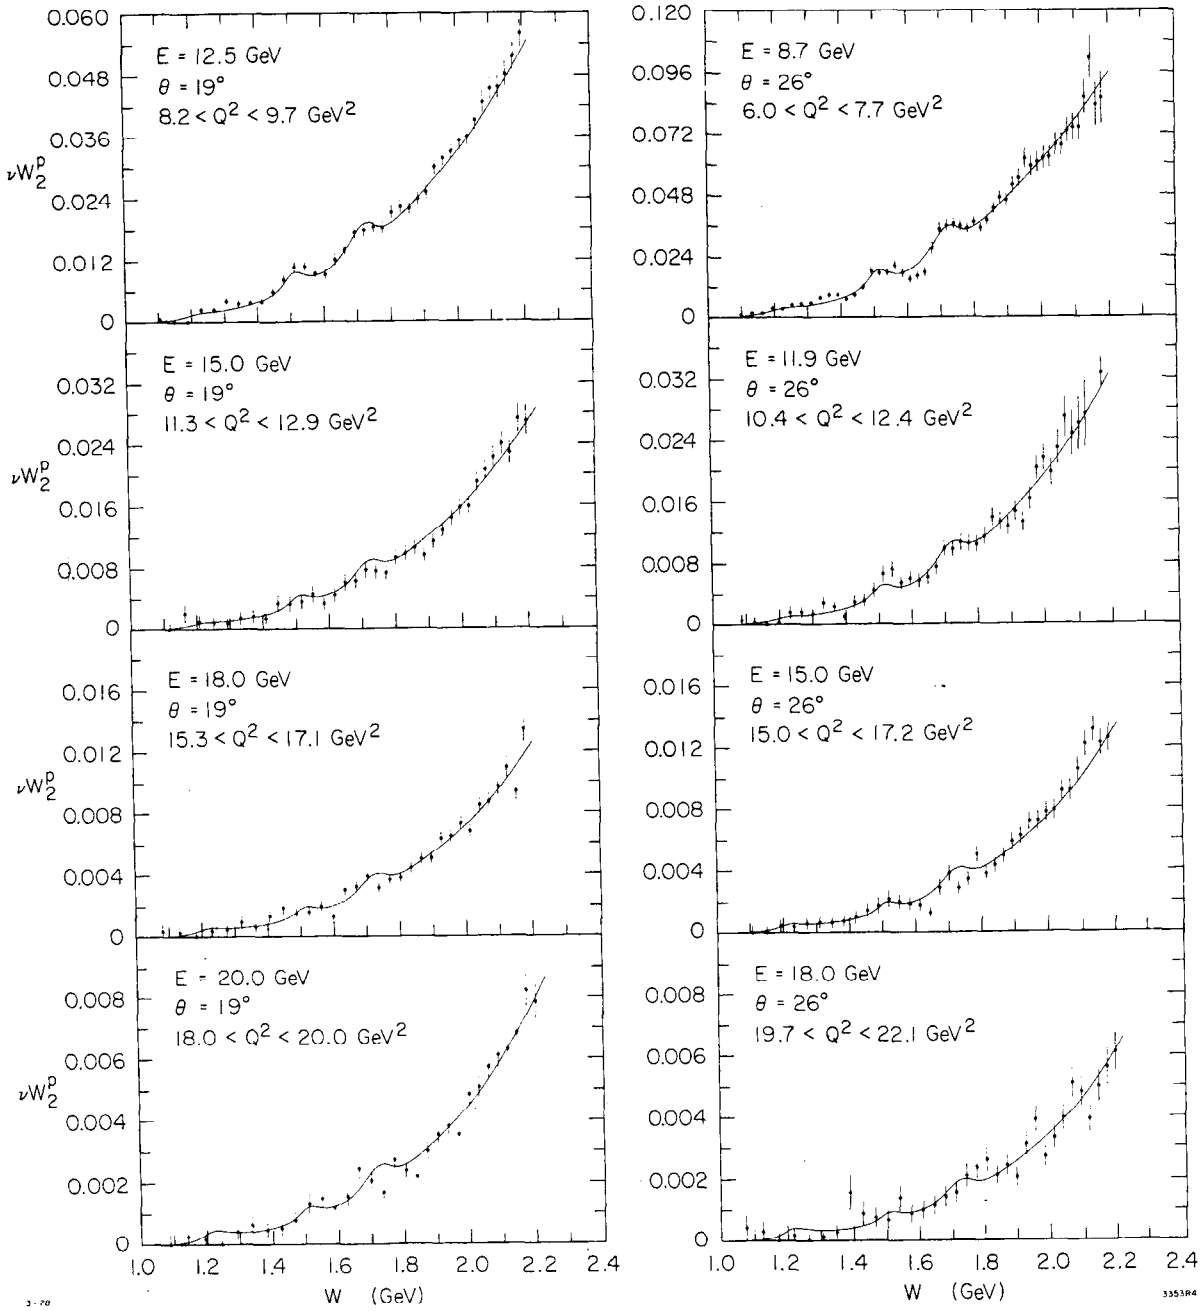 0.060
0.048
0.036
0.024
0.012
0
νW₂ᵖ
E = 12.5 GeV
θ = 19°
8.2 < Q² < 9.7 GeV²
0.120
0.096
0.072
0.048
0.024
0
E = 8.7 GeV
θ = 26°
6.0 < Q² < 7.7 GeV²
0.032
0.024
0.016
0.008
0
νW₂ᵖ
E = 15.0 GeV
θ = 19°
11.3 < Q² < 12.9 GeV²
0.032
0.024
0.016
0.008
0
E = 11.9 GeV
θ = 26°
10.4 < Q² < 12.4 GeV²
0.016
0.012
0.008
0.004
0
νW₂ᵖ
E = 18.0 GeV
θ = 19°
15.3 < Q² < 17.1 GeV²
0.016
0.012
0.008
0.004
0
E = 15.0 GeV
θ = 26°
15.0 < Q² < 17.2 GeV²
0.008
0.006
0.004
0.002
0
νW₂ᵖ
E = 20.0 GeV
θ = 19°
18.0 < Q² < 20.0 GeV²
0.008
0.006
0.004
0.002
0
E = 18.0 GeV
θ = 26°
19.7 < Q² < 22.1 GeV²
1.0 1.2 1.4 1.6 1.8 2.0 2.2 2.4
W (GeV)
1.0 1.2 1.4 1.6 1.8 2.0 2.2 2.4
W (GeV)
3-78
3353R4